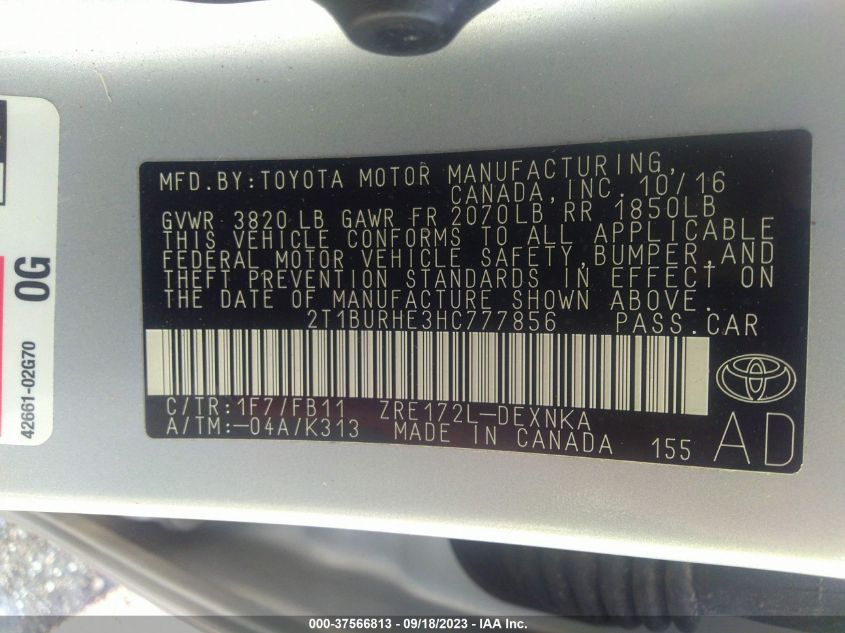 MFD.BY:TOYOTA MOTOR MANUFACTURING,
CANADA,INC. 10/16
GVWR 3820 LB GAWR FR 2070LB RR 1850LB
THIS VEHICLE CONFORMS TO ALL APPLICABLE
FEDERAL MOTOR VEHICLE SAFETY,BUMPER,AND
THEFT PREVENTION STANDARDS IN EFFECT ON
THE DATE OF MANUFACTURE SHOWN ABOVE.
2T1BURHE3HC777856 PASS.CAR
C/TR:1F7/FB11 ZRE172L-DEXNKA
A/TM:-04A/K313 MADE IN CANADA 155 AD
0G
42661-02G70
000-37566813 - 09/18/2023 - IAA Inc.